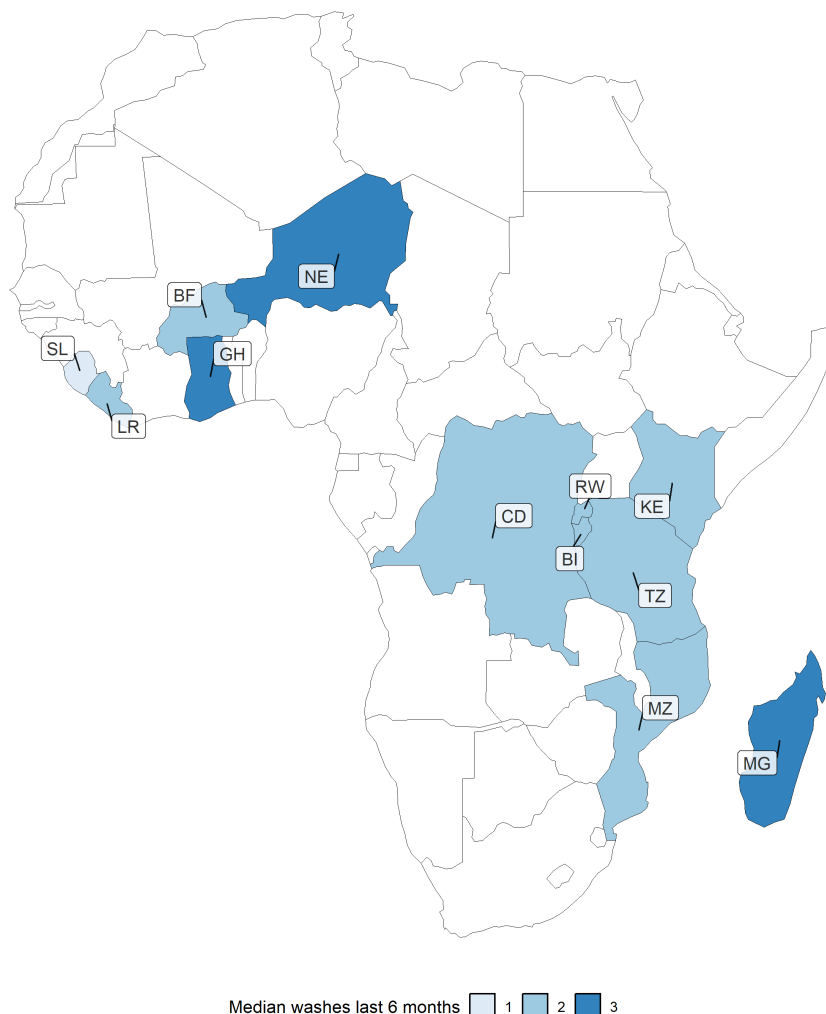 NE
BF
SL
GH
LR
RW
KE
CD
BI
TZ
MZ
MG
Median washes last 6 months 1 2 3